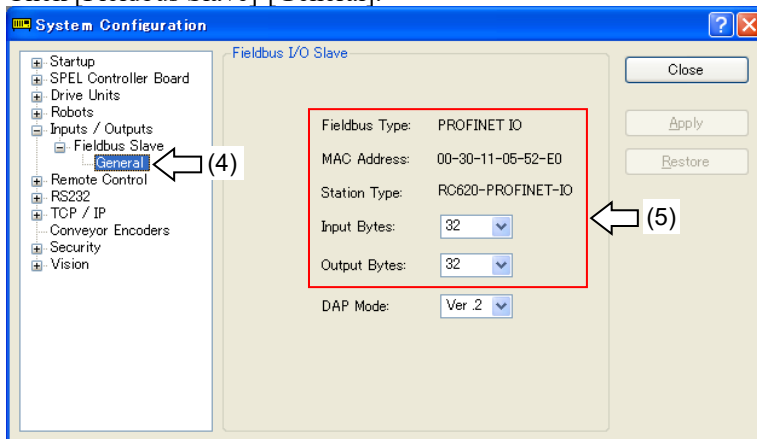 System Configuration
Startup
SPEL Controller Board
Drive Units
Robots
Inputs / Outputs
Fieldbus Slave
General
(4)
Remote Control
RS232
TCP / IP
Conveyor Encoders
Security
Vision
Fieldbus I/O Slave
Fieldbus Type: PROFINET IO
MAC Address: 00-30-11-05-52-E0
Station Type: RC620-PROFINET-IO
Input Bytes: 32
Output Bytes: 32
(5)
DAP Mode: Ver.2
Close
Apply
Restore